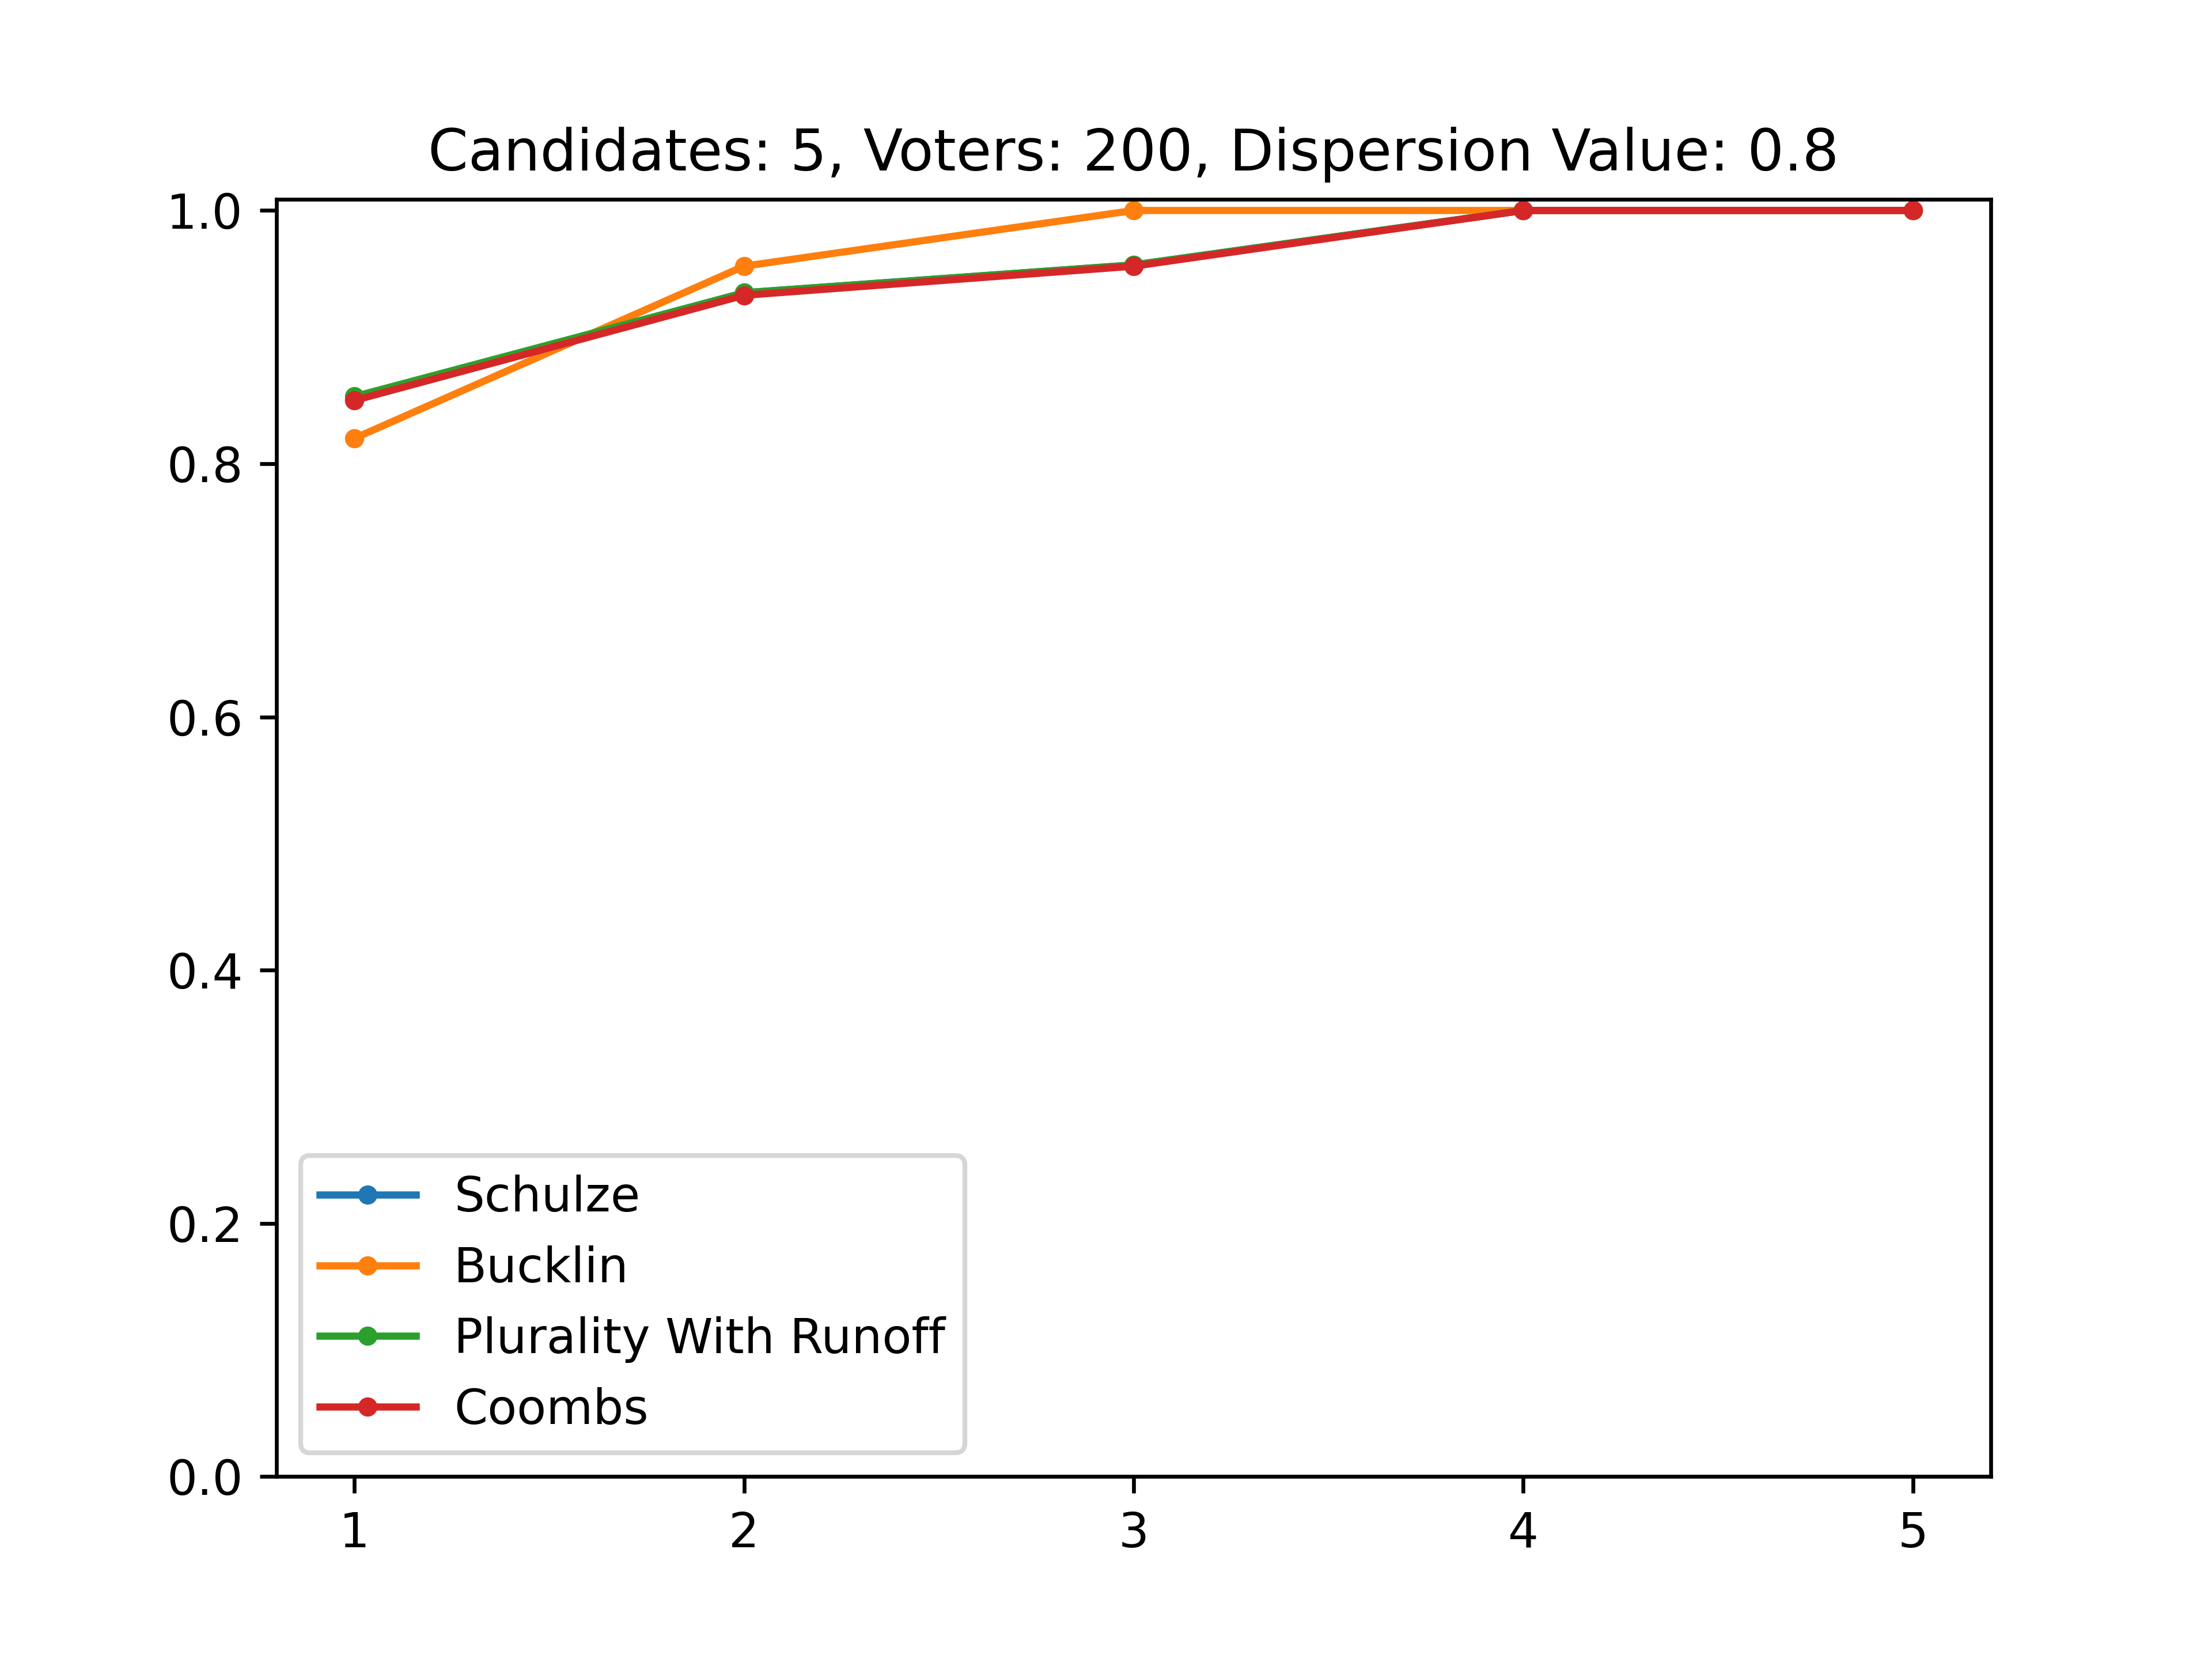 Candidates: 5, Voters: 200, Dispersion Value: 0.8
1.0
0.8
0.6
0.4
0.2
0.0
Schulze
Bucklin
Plurality With Runoff
Coombs
1 2 3 4 5